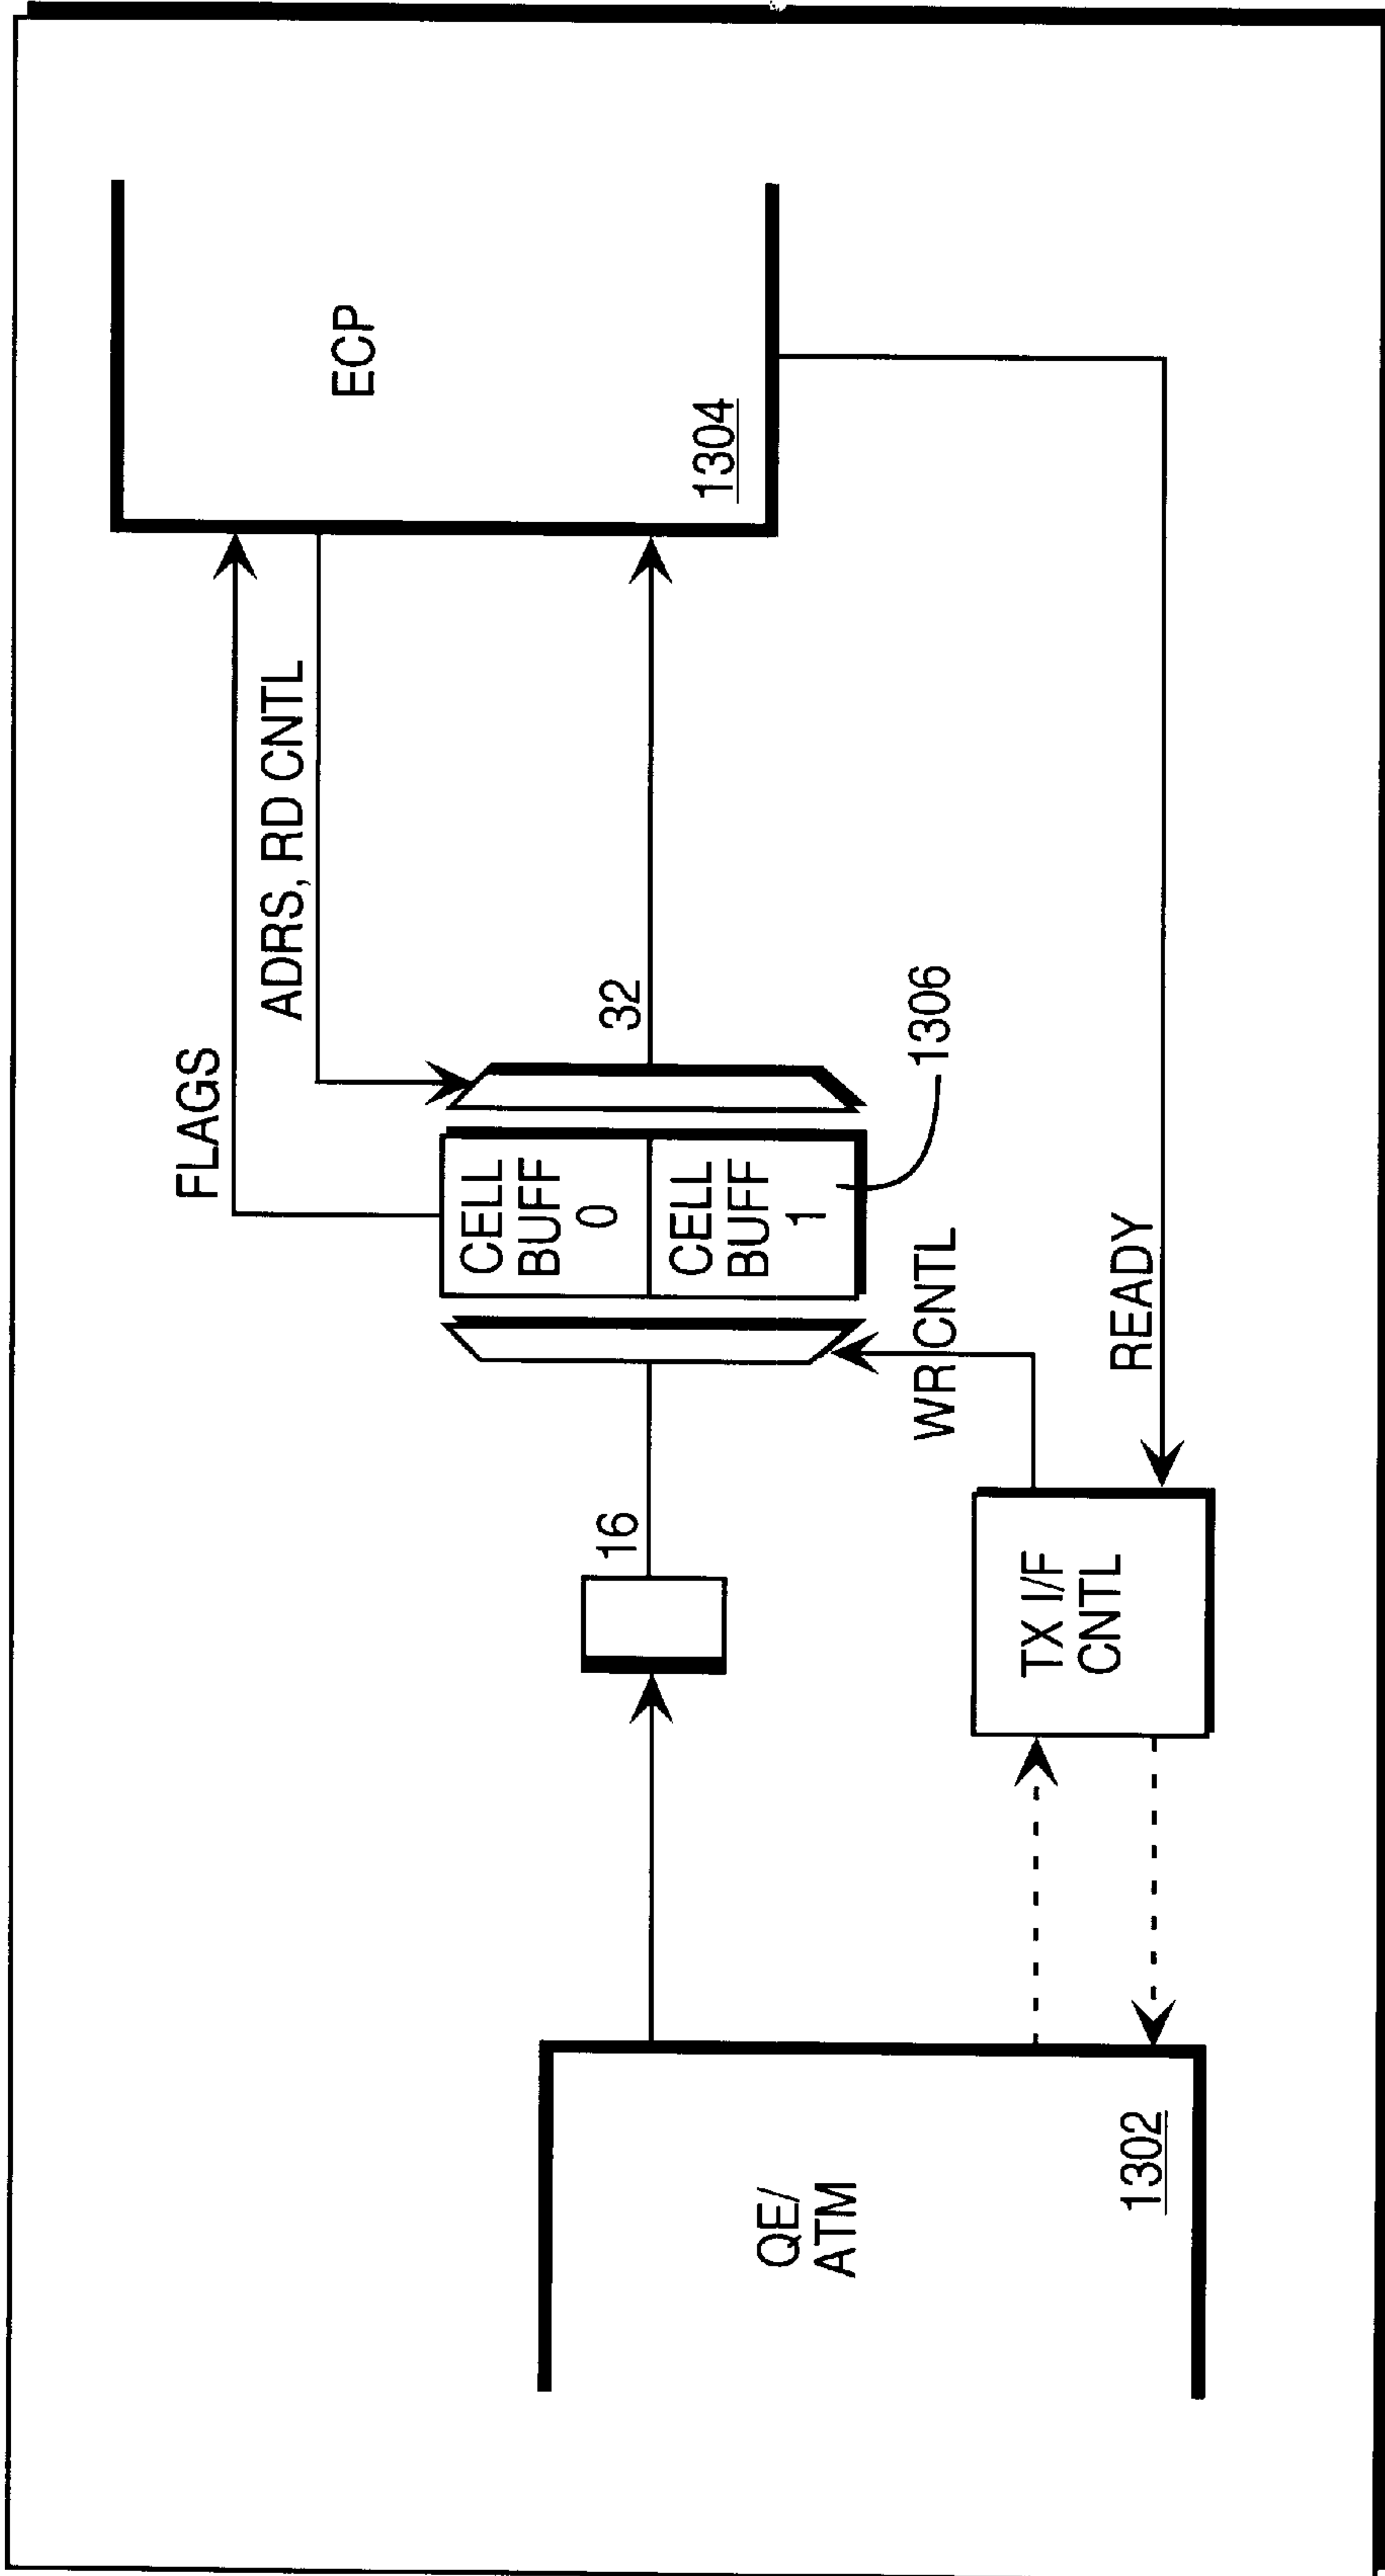 FLAGS
ADRS, RD CNTL
ECP
1304
CELL
BUFF
0
CELL
BUFF
1
32
16
1306
WR CNTL
READY
TX I/F
CNTL
QE/
ATM
1302